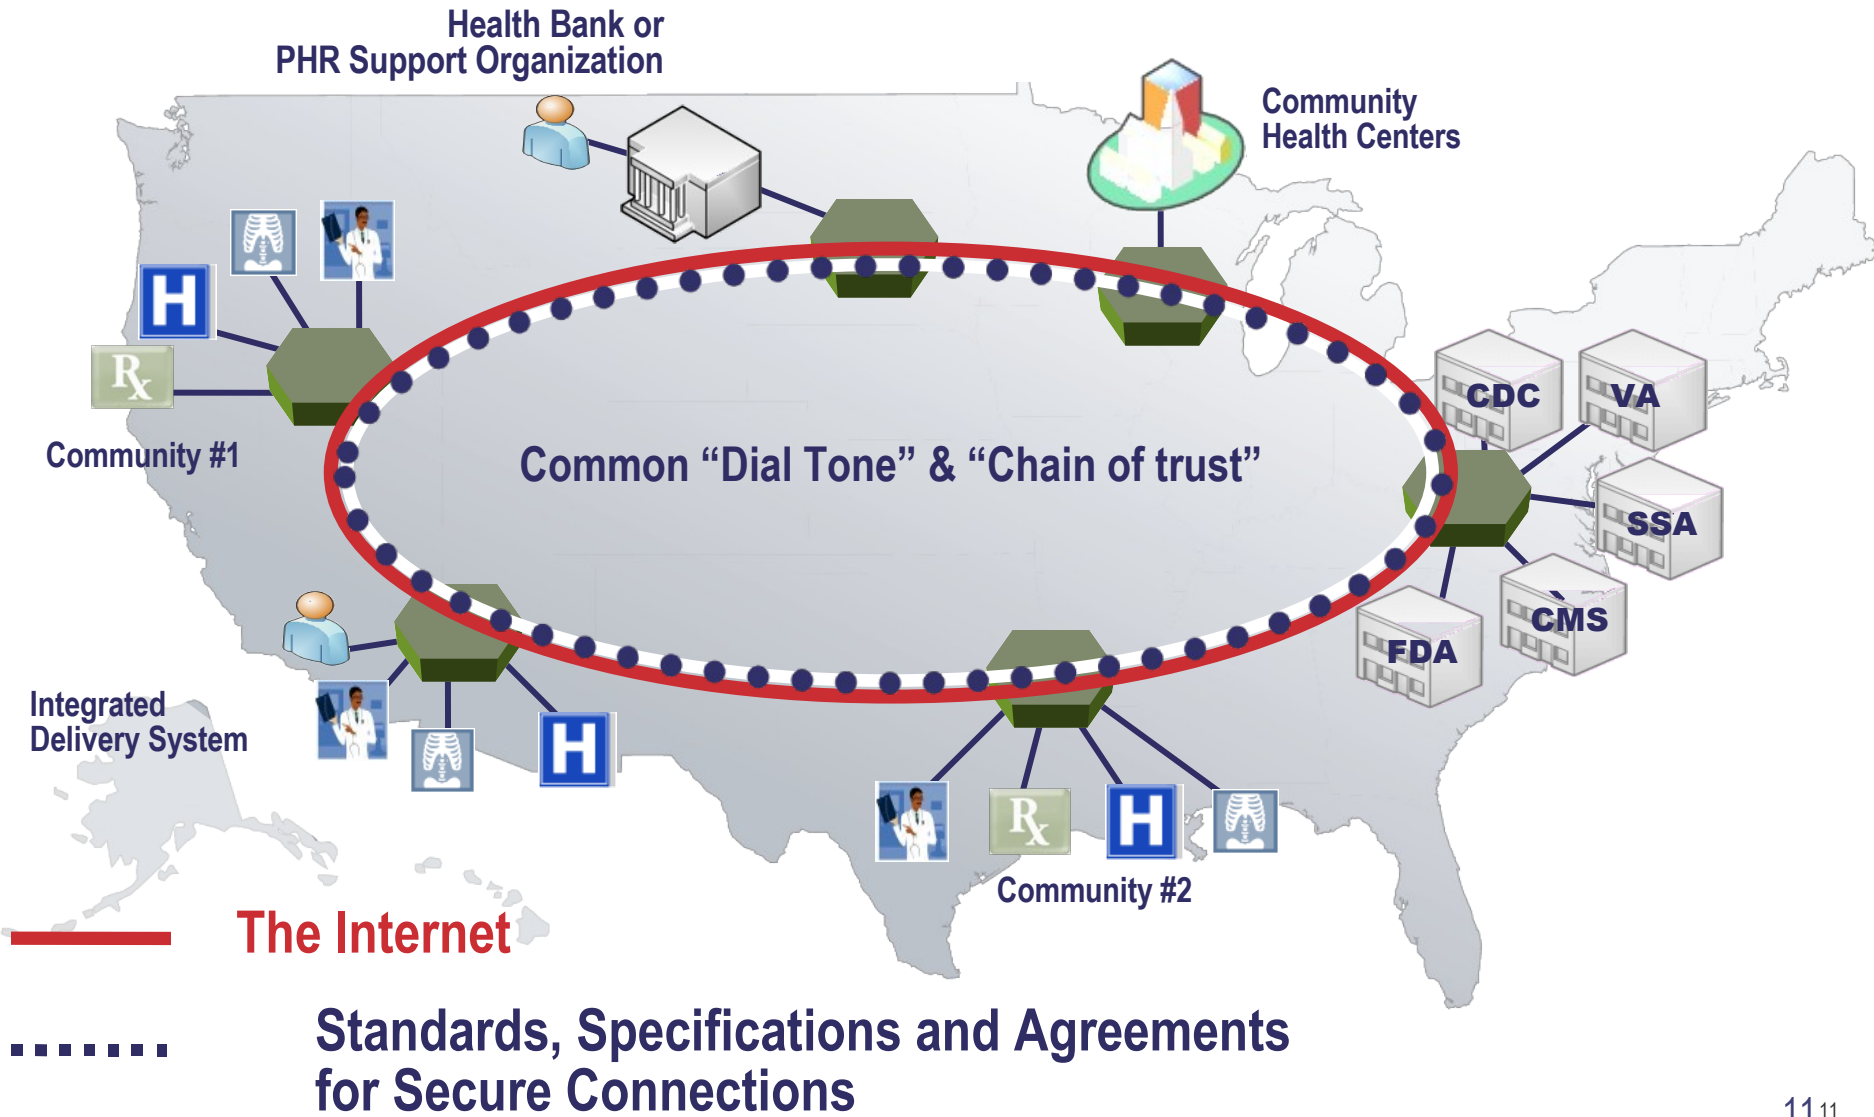 Health Bank or
PHR Support Organization
Community
Health Centers
H
Rx
Community #1
Common “Dial Tone” & “Chain of trust”
CDC
VA
SSA
CMS
FDA
Integrated
Delivery System
H
Rx
H
Community #2
The Internet
Standards, Specifications and Agreements
for Secure Connections
11 11